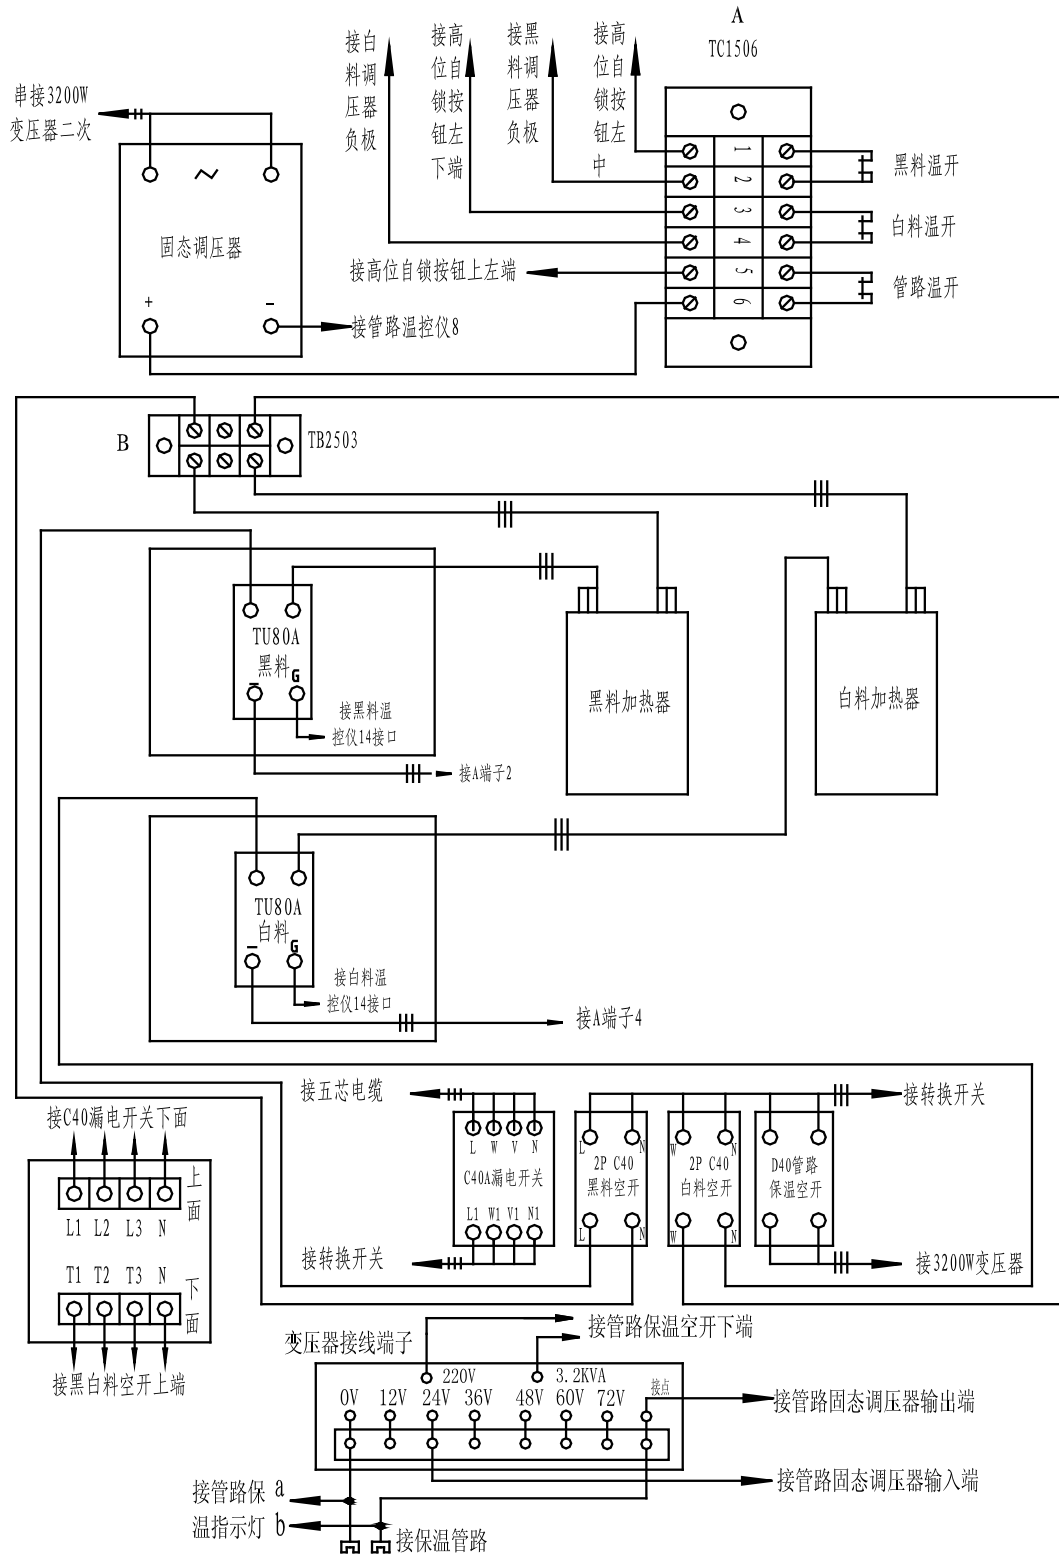 A
TC1506
接白
料调
压器
负极
接高
位自
锁按
钮左
下端
接黑
料调
压器
负极
接高
位自
锁按
钮左
中
串接3200W
变压器二次
固态调压器
+
−
接管路温控仪8
接高位自锁按钮上左端
1
2
3
4
5
6
黑料温开
白料温开
管路温开
B
TB2503
TU80A
黑料
−
G
接黑料温
控仪14接口
接A端子2
黑料加热器
白料加热器
TU80A
白料
−
G
接白料温
控仪14接口
接A端子4
接五芯电缆
接转换开关
接C40漏电开关下面
上
面
L1 L2 L3 N
T1 T2 T3 N
下
面
接黑白料空开上端
L W V N
C40A漏电开关
L1 W1 V1 N1
接转换开关
L N
2P C40
黑料空开
L N
W N
2P C40
白料空开
W N
D40管路
保温空开
接3200W变压器
接管路保温空开下端
变压器接线端子
220V 3.2KVA
0V 12V 24V 36V 48V 60V 72V 接点
接管路固态调压器输出端
接管路固态调压器输入端
接管路保 a
温指示灯 b
接保温管路